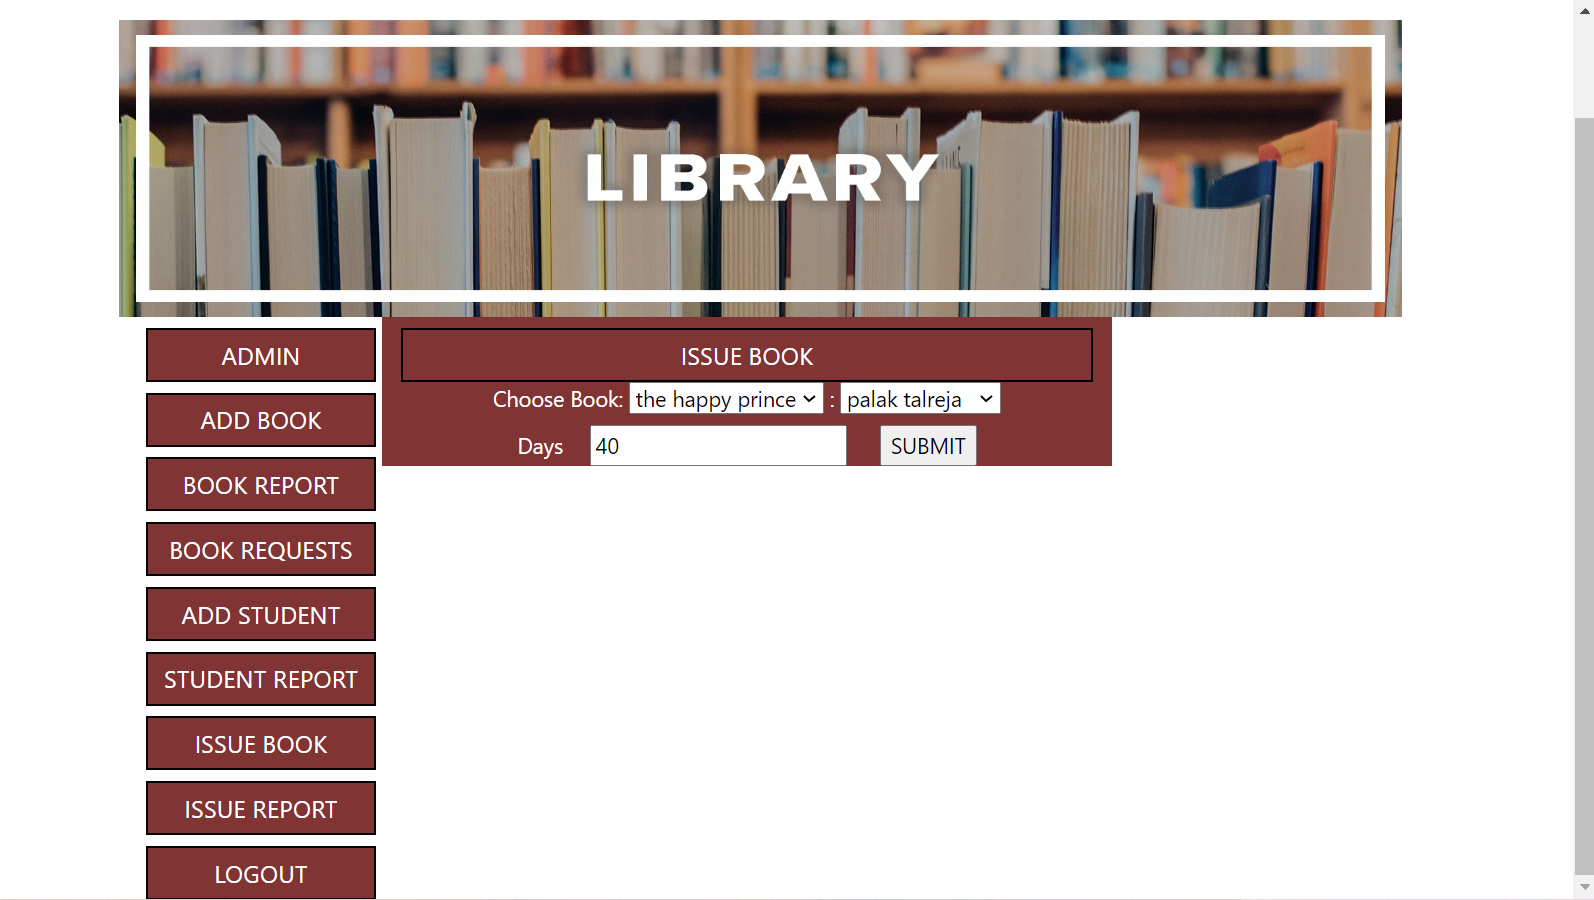 LIBRARY
ADMIN
ADD BOOK
BOOK REPORT
BOOK REQUESTS
ADD STUDENT
STUDENT REPORT
ISSUE BOOK
ISSUE REPORT
LOGOUT
ISSUE BOOK
Choose Book: the happy prince : palak talreja
Days 40 SUBMIT